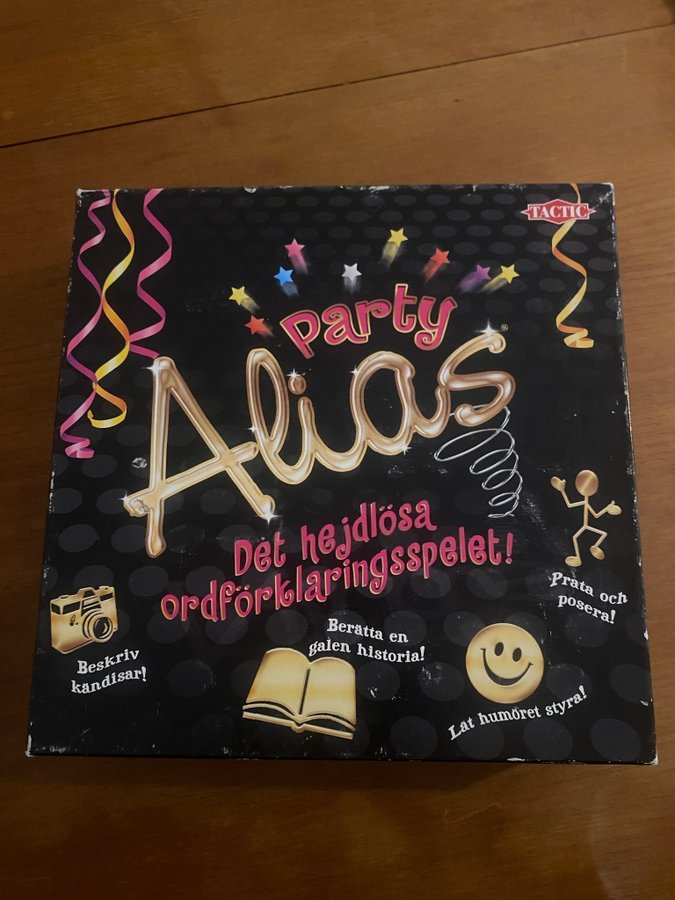 TACTIC
Party
Alias®
Det hejdlösa
ordförklaringsspelet!
Prata och
posera!
Berätta en
galen historia!
Beskriv
kändisar!
Låt humöret styra!